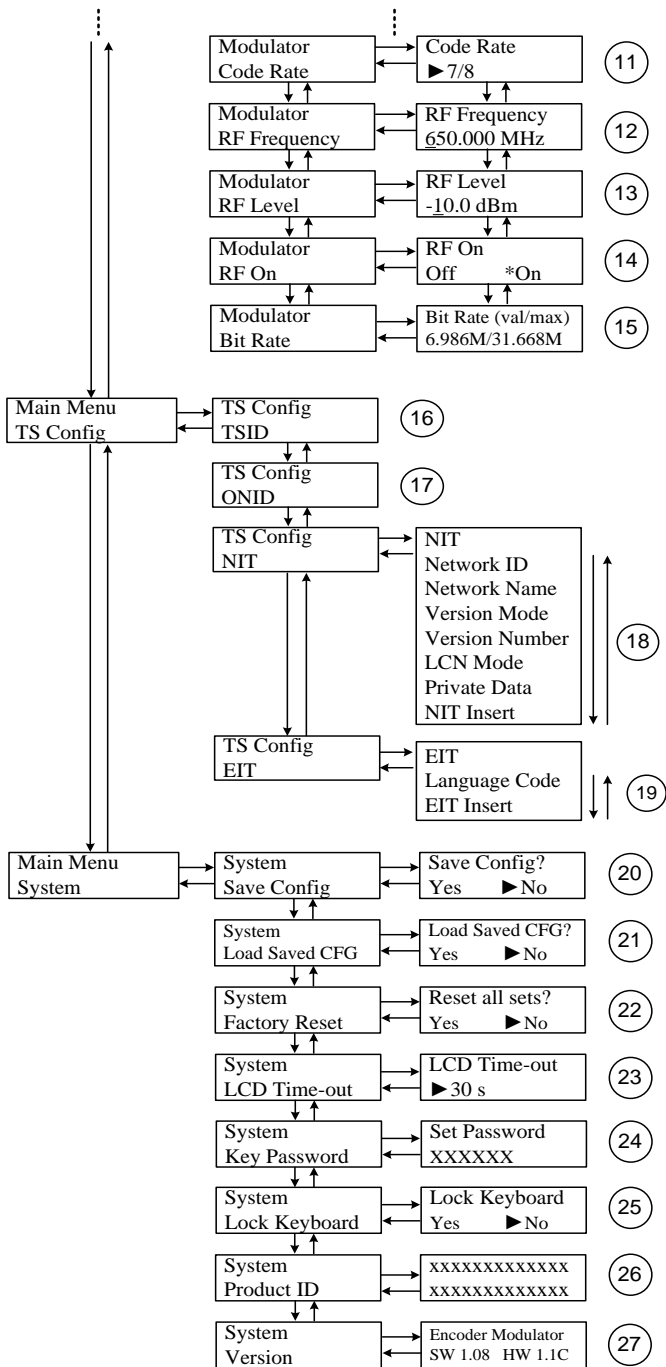 Modulator
Code Rate
Code Rate
►7/8
11
Modulator
RF Frequency
RF Frequency
650.000 MHz
12
Modulator
RF Level
RF Level
-10.0 dBm
13
Modulator
RF On
RF On
Off *On
14
Modulator
Bit Rate
Bit Rate (val/max)
6.986M/31.668M
15
Main Menu
TS Config
TS Config
TSID
16
TS Config
ONID
17
TS Config
NIT
NIT
Network ID
Network Name
Version Mode
Version Number
LCN Mode
Private Data
NIT Insert
18
TS Config
EIT
EIT
Language Code
EIT Insert
19
Main Menu
System
System
Save Config
Save Config?
Yes ►No
20
System
Load Saved CFG
Load Saved CFG?
Yes ►No
21
System
Factory Reset
Reset all sets?
Yes ►No
22
System
LCD Time-out
LCD Time-out
►30 s
23
System
Key Password
Set Password
XXXXXX
24
System
Lock Keyboard
Lock Keyboard
Yes ►No
25
System
Product ID
xxxxxxxxxxxxx
xxxxxxxxxxxxx
26
System
Version
Encoder Modulator
SW 1.08 HW 1.1C
27